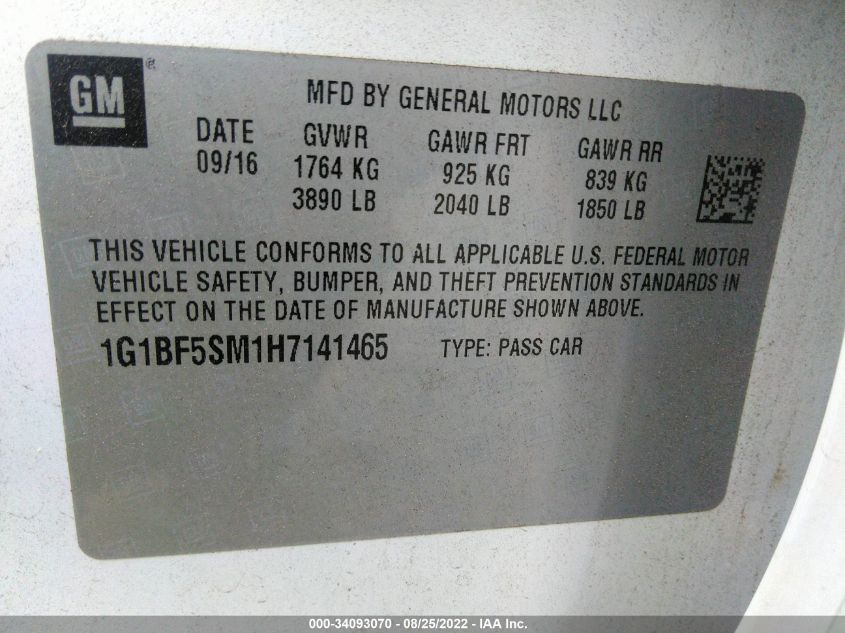 GM®
MFD BY GENERAL MOTORS LLC
DATE GVWR GAWR FRT GAWR RR
09/16 1764 KG 925 KG 839 KG
3890 LB 2040 LB 1850 LB
THIS VEHICLE CONFORMS TO ALL APPLICABLE U.S. FEDERAL MOTOR
VEHICLE SAFETY, BUMPER, AND THEFT PREVENTION STANDARDS IN
EFFECT ON THE DATE OF MANUFACTURE SHOWN ABOVE.
1G1BF5SM1H7141465 TYPE: PASS CAR
000-34093070 - 08/25/2022 - IAA Inc.